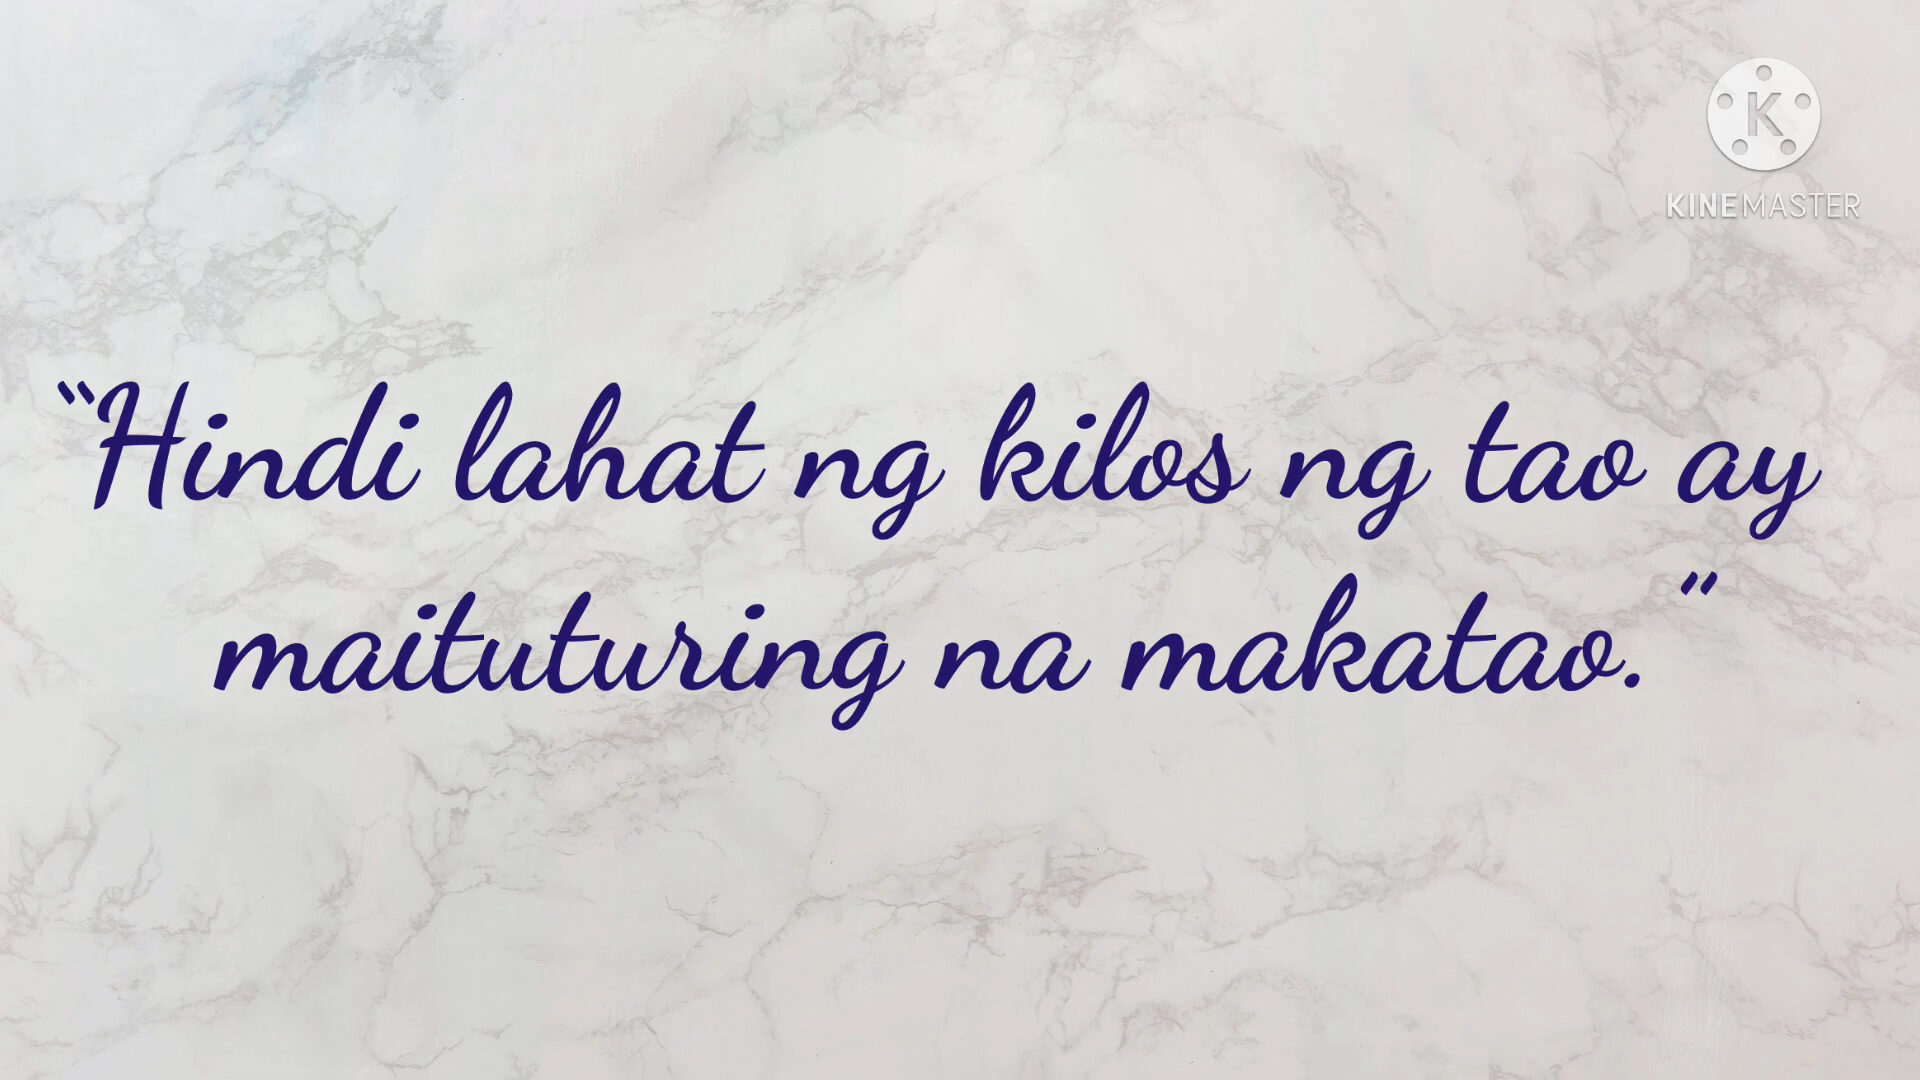 K
KINEMASTER
“Hindi lahat ng kilos ng tao ay
maituturing na makatao.”